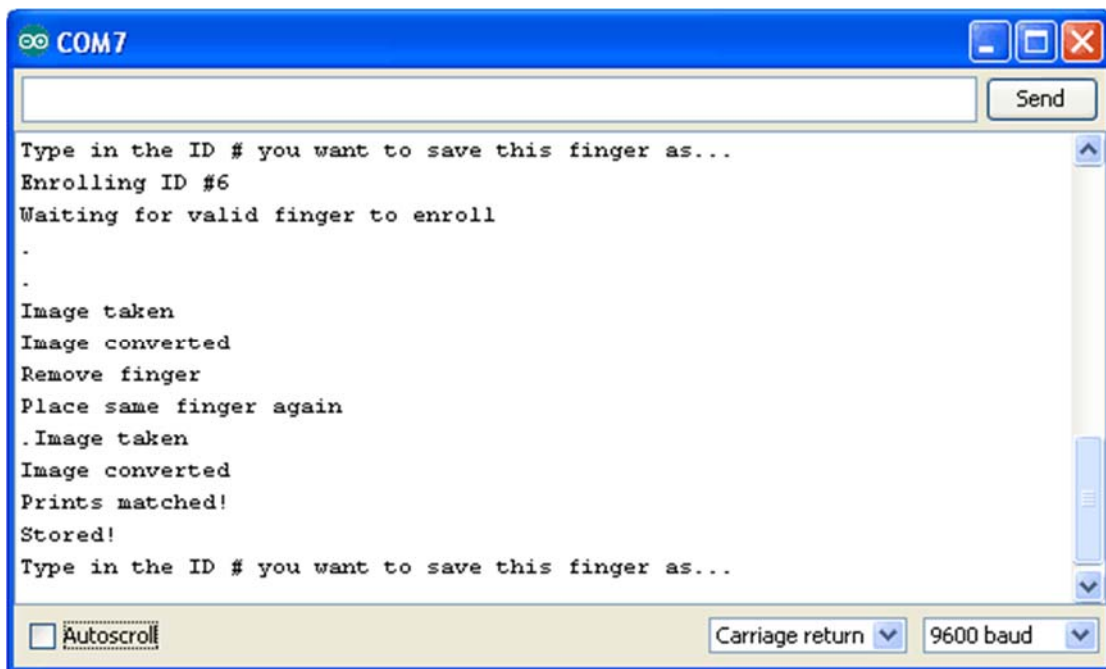 COM7
Send
Type in the ID # you want to save this finger as...
Enrolling ID #6
Waiting for valid finger to enroll
.
.
Image taken
Image converted
Remove finger
Place same finger again
.Image taken
Image converted
Prints matched!
Stored!
Type in the ID # you want to save this finger as...
Autoscroll
Carriage return
9600 baud